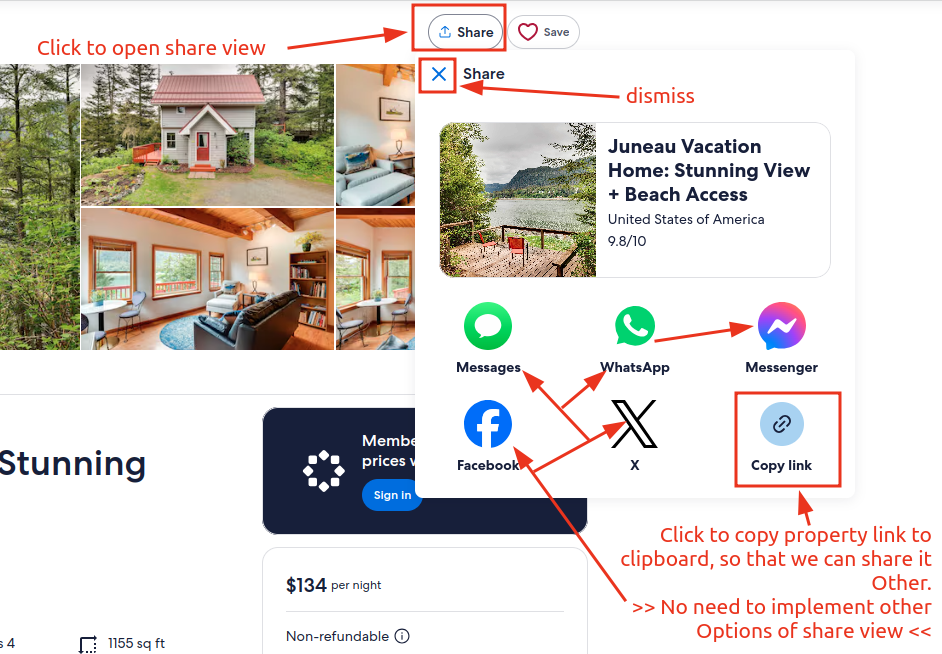 Share
Save
Click to open share view
Share
dismiss
Juneau Vacation
Home: Stunning View
+ Beach Access
United States of America
9.8/10
Messages
WhatsApp
Messenger
Facebook
X
Copy link
Stunning
Membe
prices w
Sign in
Click to copy property link to
clipboard, so that we can share it
Other.
>> No need to implement other
Options of share view <<
$134 per night
Non-refundable
s 4
1155 sq ft